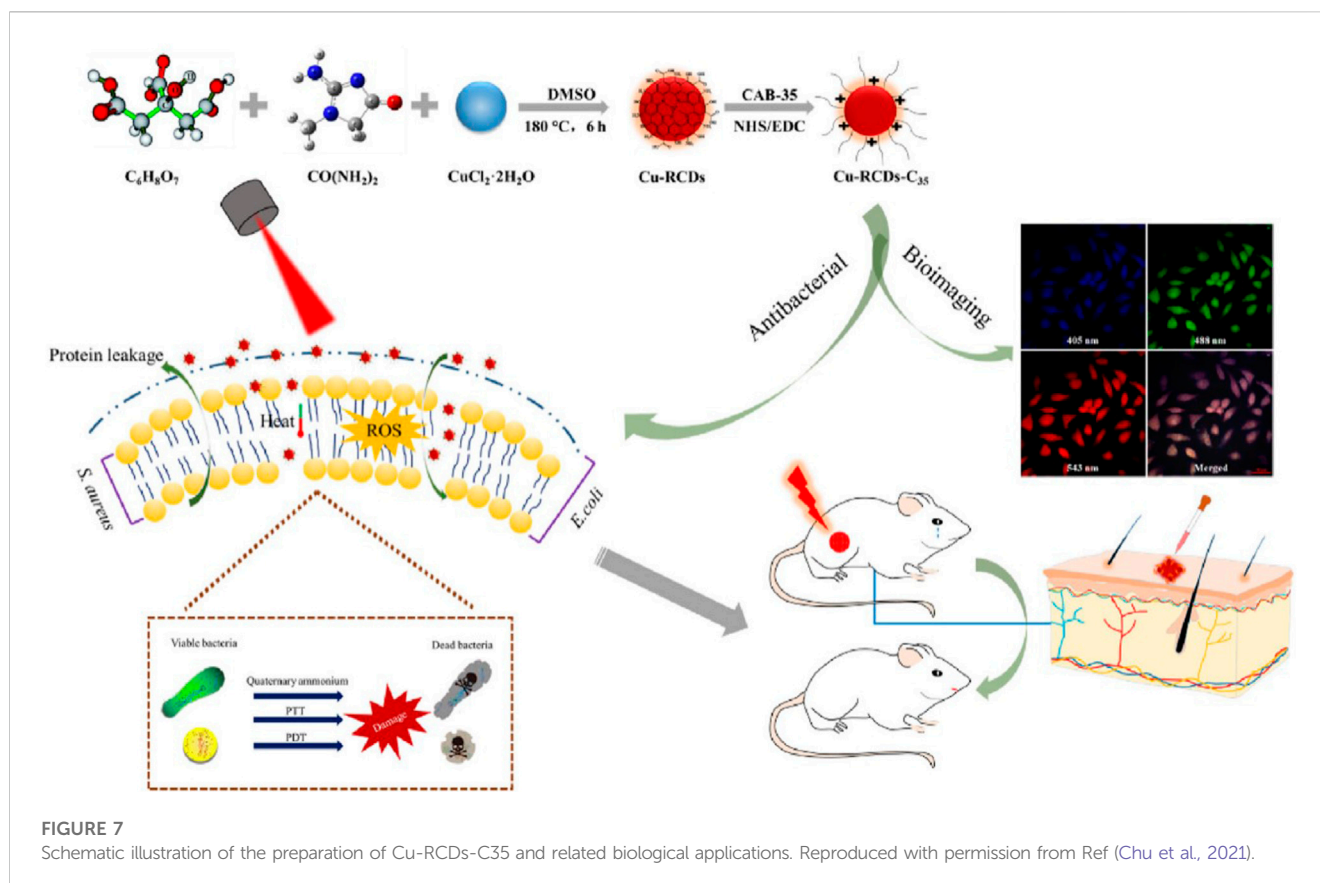 DMSO
180 °C, 6 h
CAB-35
NHS/EDC
C₆H₈O₇
CO(NH₂)₂
CuCl₂·2H₂O
Cu-RCDs
Cu-RCDs-C₃₅
Antibacterial
Bioimaging
405 nm
488 nm
543 nm
Merged
Protein leakage
Heat
ROS
S. aureus
E.coli
Viable bacteria
Dead bacteria
Quaternary ammonium
PTT
PDT
Damage
FIGURE 7
Schematic illustration of the preparation of Cu-RCDs-C35 and related biological applications. Reproduced with permission from Ref (Chu et al., 2021).